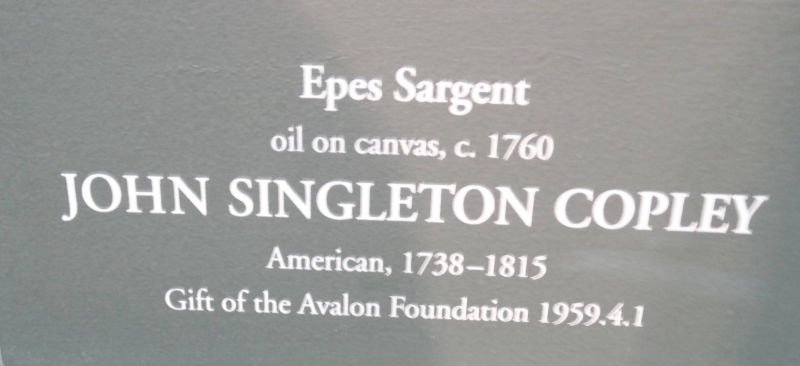 Epes Sargent
oil on canvas, c. 1760
JOHN SINGLETON COPLEY
American, 1738–1815
Gift of the Avalon Foundation 1959.4.1